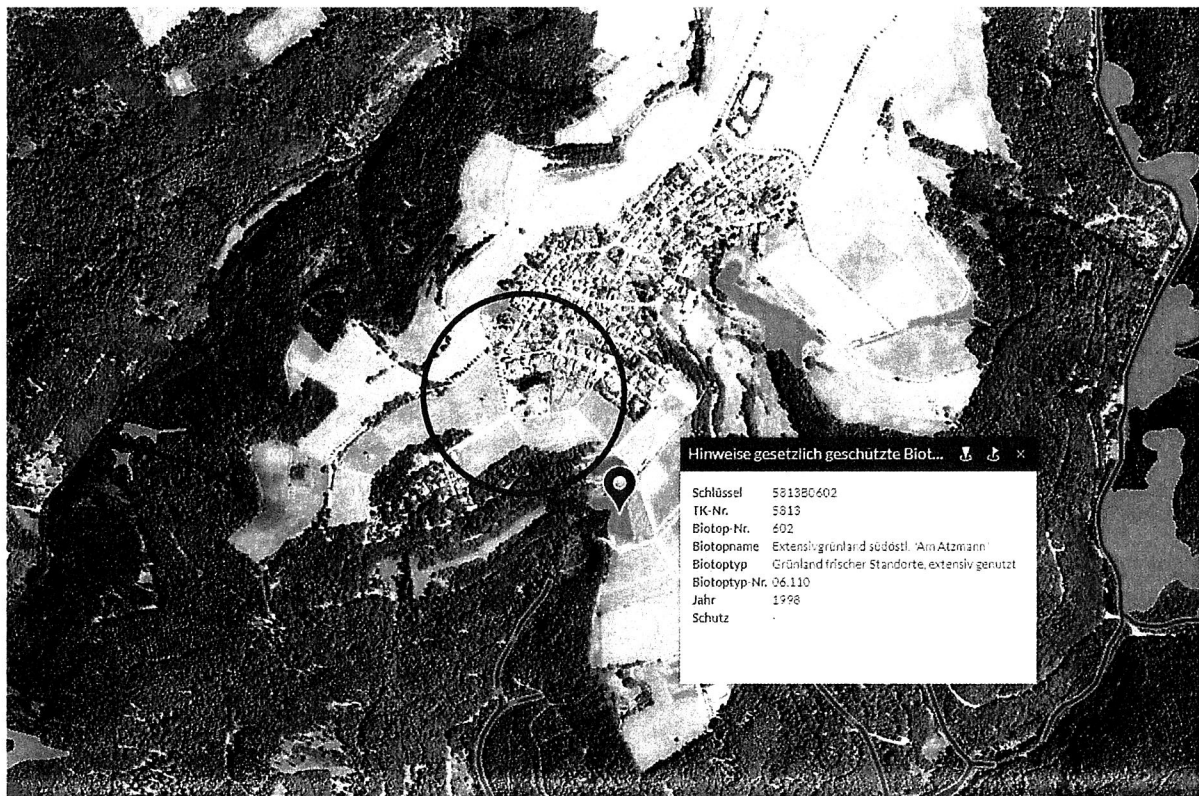 Hinweise gesetzlich geschützte Biot...
Schlüssel 5813B0602
TK-Nr. 5813
Biotop-Nr. 602
Biotopname Extensivgrünland südöstl. "Am Atzmann"
Biotoptyp Grünland frischer Standorte, extensiv genutzt
Biotoptyp-Nr. 06.110
Jahr 1998
Schutz -